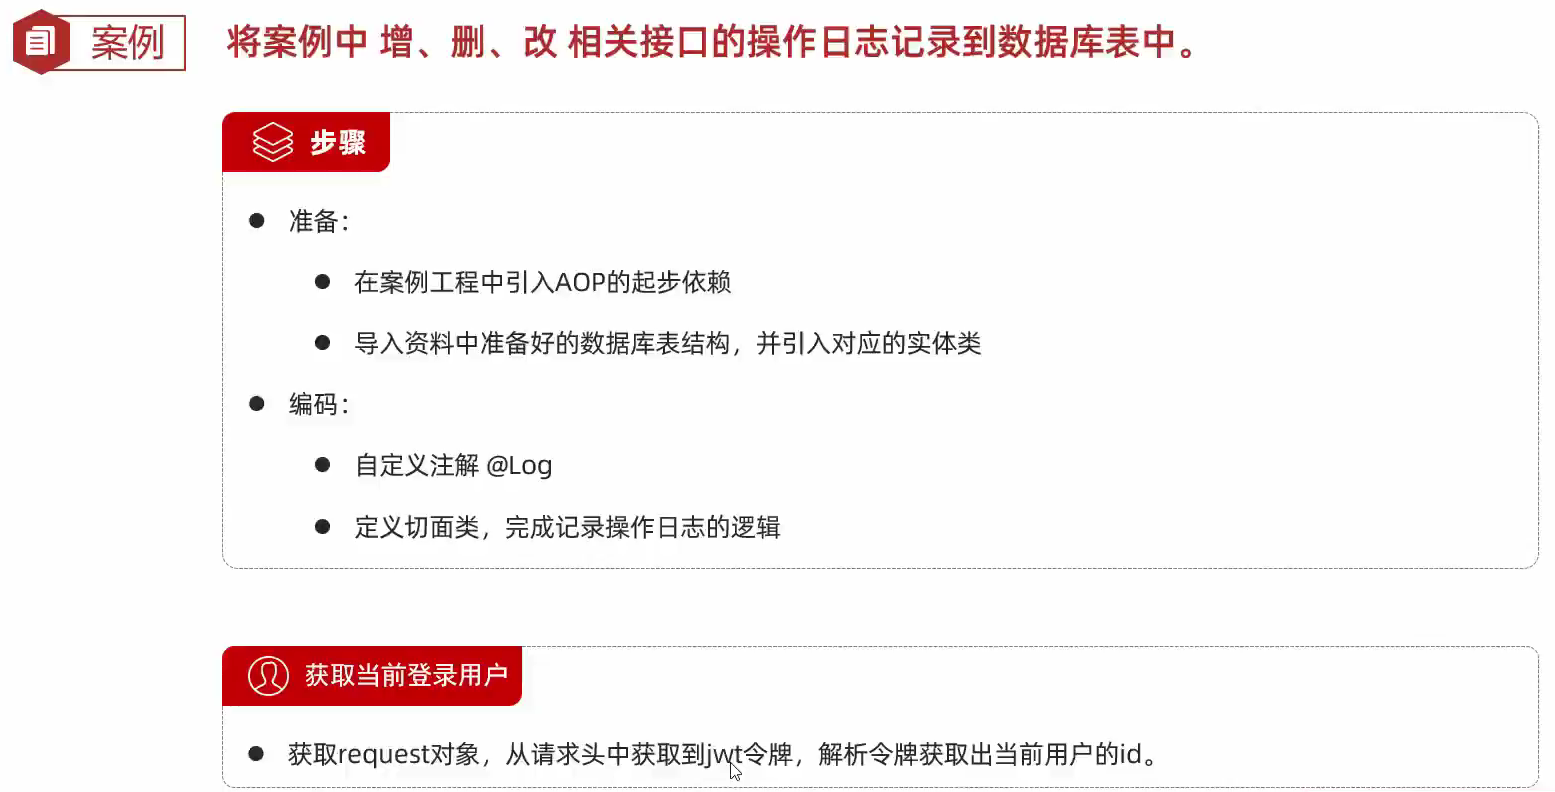 案例
将案例中 增、删、改 相关接口的操作日志记录到数据库表中。
步骤
准备：
在案例工程中引入AOP的起步依赖
导入资料中准备好的数据库表结构，并引入对应的实体类
编码：
自定义注解 @Log
定义切面类，完成记录操作日志的逻辑
获取当前登录用户
获取request对象，从请求头中获取到jwt令牌，解析令牌获取出当前用户的id。